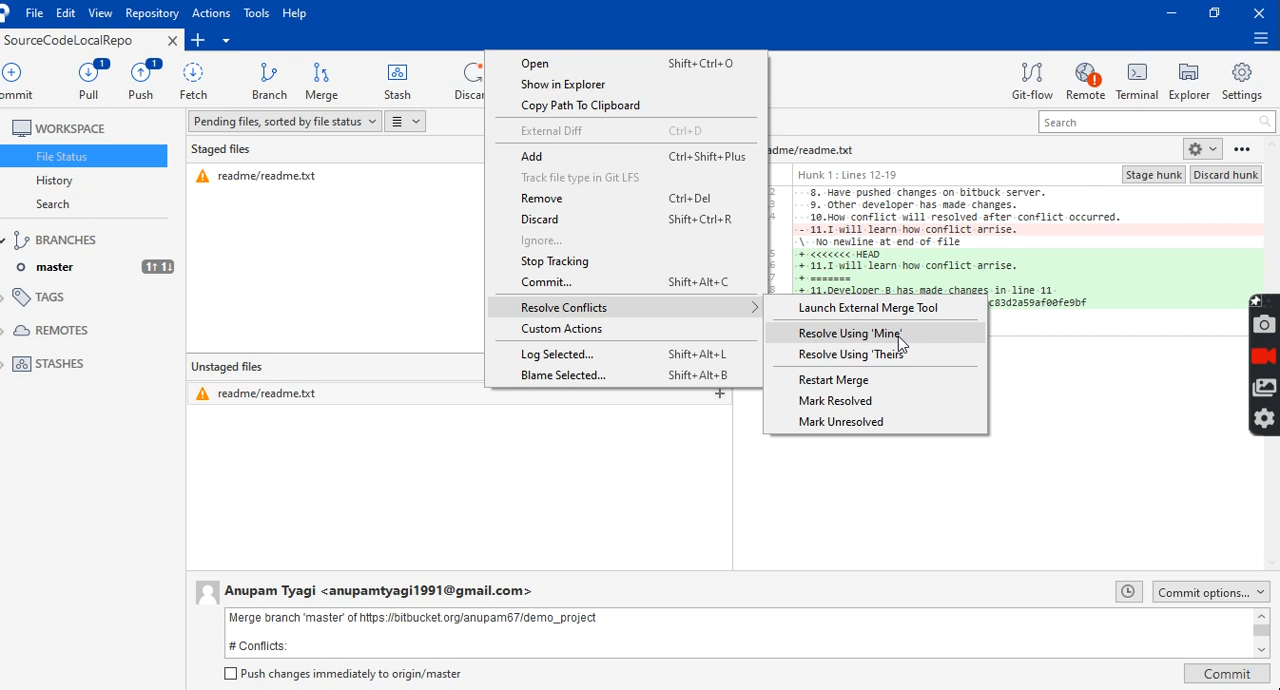 File Edit View Repository Actions Tools Help
SourceCodeLocalRepo
ommit Pull 1 Push 1 Fetch Branch Merge Stash Discar Git-flow Remote Terminal Explorer Settings
WORKSPACE
File Status
History
Search
BRANCHES
master 1↑ 1↓
TAGS
REMOTES
STASHES
Pending files, sorted by file status
Search
Staged files
readme/readme.txt
Unstaged files
readme/readme.txt
Open Shift+Ctrl+O
Show in Explorer
Copy Path To Clipboard
External Diff Ctrl+D
Add Ctrl+Shift+Plus
Track file type in Git LFS
Remove Ctrl+Del
Discard Shift+Ctrl+R
Ignore...
Stop Tracking
Commit... Shift+Alt+C
Resolve Conflicts
Custom Actions
Log Selected... Shift+Alt+L
Blame Selected... Shift+Alt+B
Launch External Merge Tool
Resolve Using 'Mine'
Resolve Using 'Theirs'
Restart Merge
Mark Resolved
Mark Unresolved
adme/readme.txt
Hunk 1 : Lines 12-19 Stage hunk Discard hunk
8. Have pushed changes on bitbuck server.
9. Other developer has made changes.
10.How conflict will resolved after conflict occurred.
- 11.I will learn how conflict arrise.
\ No newline at end of file
+ <<<<<<< HEAD
+ 11.I will learn how conflict arrise.
+ =======
+ 11.Developer B has made changes in line 11
c83d2a59af00fe9bf
Anupam Tyagi <anupamtyagi1991@gmail.com>
Commit options...
Merge branch 'master' of https://bitbucket.org/anupam67/demo_project
# Conflicts:
Push changes immediately to origin/master
Commit